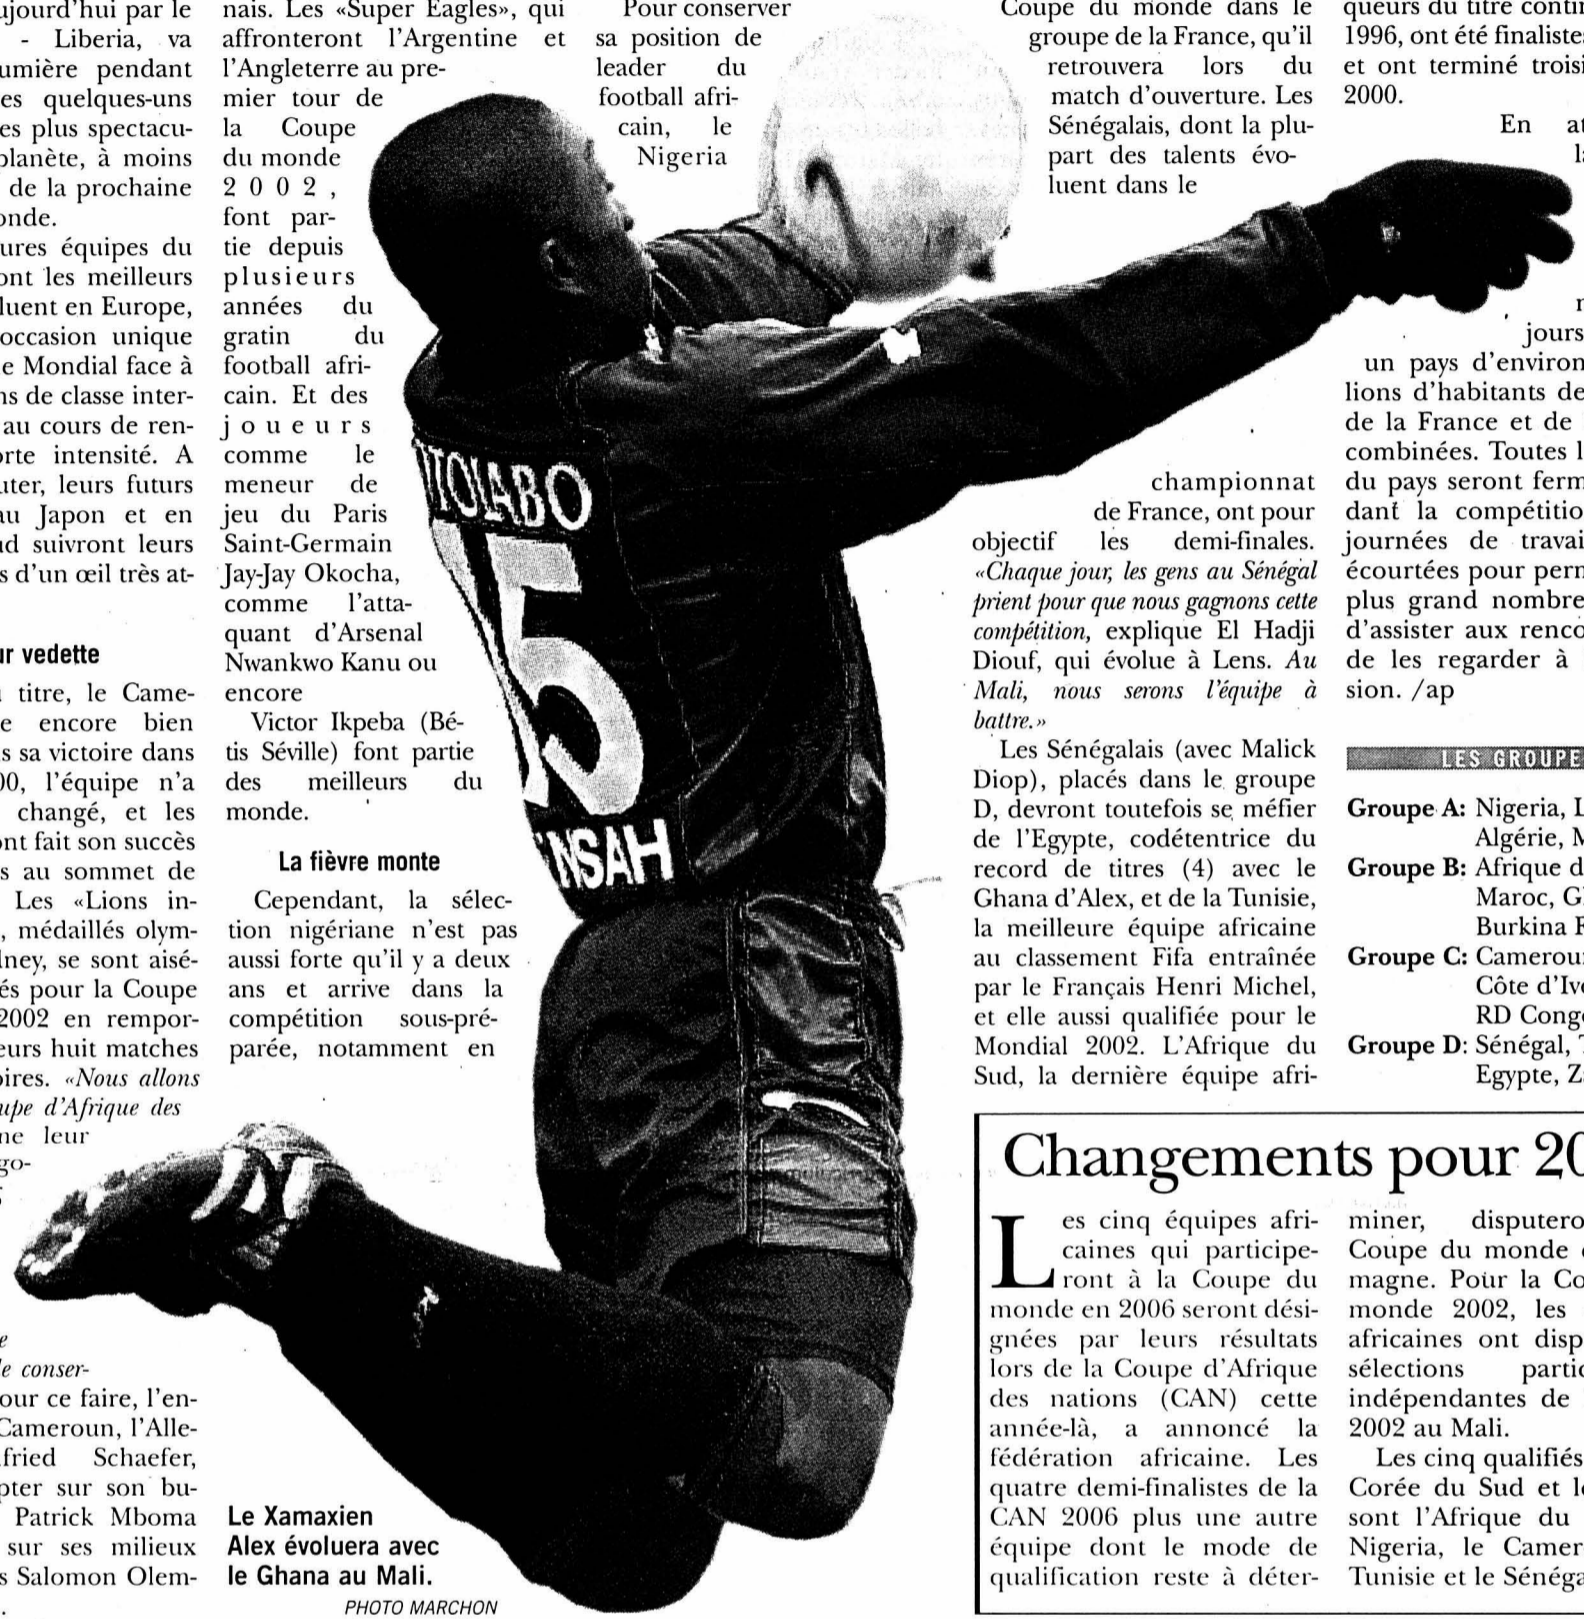 ujourd'hui par le
- Liberia, va
umière pendant
es quelques-uns
es plus spectacu-
planète, à moins
de la prochaine
onde.
ures équipes du
ont les meilleurs
luent en Europe,
occasion unique
e Mondial face à
ns de classe inter-
au cours de ren-
orte intensité. A
uter, leurs futurs
au Japon et en
ud suivront leurs
s d'un œil très at-
ur vedette
titre, le Came-
e encore bien
s sa victoire dans
00, l'équipe n'a
changé, et les
ont fait son succès
s au sommet de
Les «Lions in-
, médaillés olym-
dney, se sont aisé-
és pour la Coupe
2002 en rempor-
eurs huit matches
oires. «Nous allons
upe d'Afrique des
ne leur
go-
e
le conser-
our ce faire, l'en-
Cameroun, l'Alle-
fried Schaefer,
pter sur son bu-
Patrick Mboma
sur ses milieux
s Salomon Olem-
nais. Les «Super Eagles», qui
affronteront l'Argentine et
l'Angleterre au pre-
mier tour de
la Coupe
du monde
2002,
font par-
tie depuis
plusieurs
années du
gratin du
football afri-
cain. Et des
joueurs
comme le
meneur de
jeu du Paris
Saint-Germain
Jay-Jay Okocha,
comme l'atta-
quant d'Arsenal
Nwankwo Kanu ou
encore
Victor Ikpeba (Bé-
tis Séville) font partie
des meilleurs du
monde.
La fièvre monte
Cependant, la sélec-
tion nigériane n'est pas
aussi forte qu'il y a deux
ans et arrive dans la
compétition sous-pré-
parée, notamment en
Pour conserver
sa position de
leader du
football afri-
cain, le
Nigeria
15
NSAH
Le Xamaxien
Alex évoluera avec
le Ghana au Mali.
PHOTO MARCHON
Coupe du monde dans le
groupe de la France, qu'il
retrouvera lors du
match d'ouverture. Les
Sénégalais, dont la plu-
part des talents évo-
luent dans le
championnat
de France, ont pour
objectif les demi-finales.
«Chaque jour, les gens au Sénégal
prient pour que nous gagnons cette
compétition, explique El Hadji
Diouf, qui évolue à Lens. Au
Mali, nous serons l'équipe à
battre.»
Les Sénégalais (avec Malick
Diop), placés dans le groupe
D, devront toutefois se méfier
de l'Egypte, codétentrice du
record de titres (4) avec le
Ghana d'Alex, et de la Tunisie,
la meilleure équipe africaine
au classement Fifa entraînée
par le Français Henri Michel,
et elle aussi qualifiée pour le
Mondial 2002. L'Afrique du
Sud, la dernière équipe afri-
queurs du titre contin
1996, ont été finaliste
et ont terminé troisi
2000.
En at
jours
un pays d'environ
lions d'habitants de
de la France et de
combinées. Toutes l
du pays seront ferm
dant la compétitio
journées de travai
écourtées pour perm
plus grand nombre
d'assister aux renco
de les regarder à
sion. /ap
LES GROUPE
Groupe A: Nigeria, L
Algérie, M
Groupe B: Afrique d
Maroc, G
Burkina F
Groupe C: Camerou
Côte d'Iv
RD Cong
Groupe D: Sénégal, T
Egypte, Z
Changements pour 20
Les cinq équipes afri-
caines qui participe-
ront à la Coupe du
monde en 2006 seront dési-
gnées par leurs résultats
lors de la Coupe d'Afrique
des nations (CAN) cette
année-là, a annoncé la
fédération africaine. Les
quatre demi-finalistes de la
CAN 2006 plus une autre
équipe dont le mode de
qualification reste à déter-
miner, disputero
Coupe du monde
magne. Pour la Co
monde 2002, les
africaines ont disp
sélections partic
indépendantes de
2002 au Mali.
Les cinq qualifiés
Corée du Sud et l
sont l'Afrique du
Nigeria, le Camer
Tunisie et le Sénéga